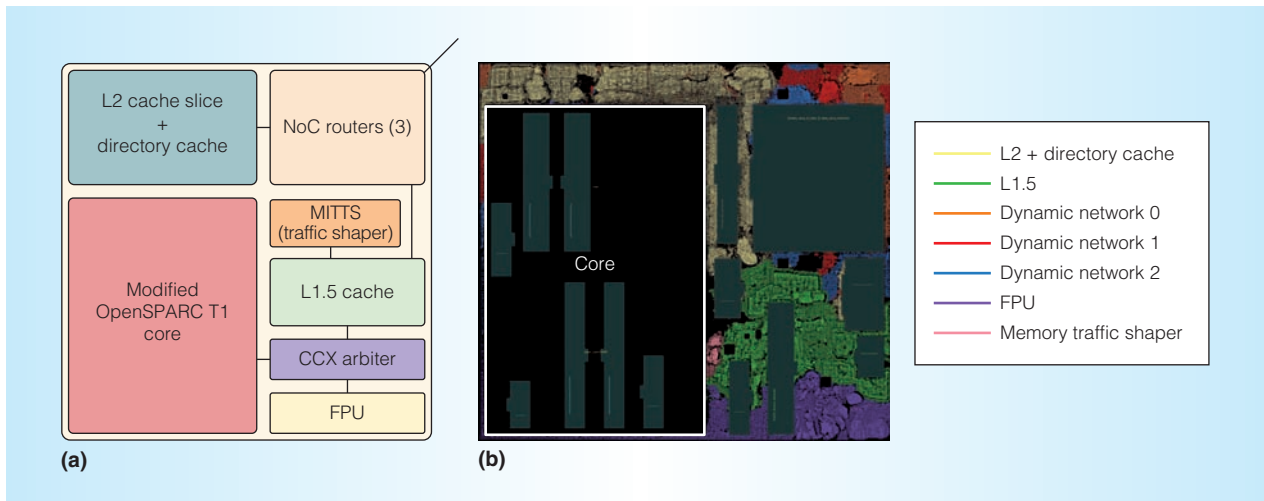 L2 cache slice
+
directory cache
NoC routers (3)
MITTS
(traffic shaper)
Modified
OpenSPARC T1
core
L1.5 cache
CCX arbiter
FPU
(a)
Core
(b)
L2 + directory cache
L1.5
Dynamic network 0
Dynamic network 1
Dynamic network 2
FPU
Memory traffic shaper